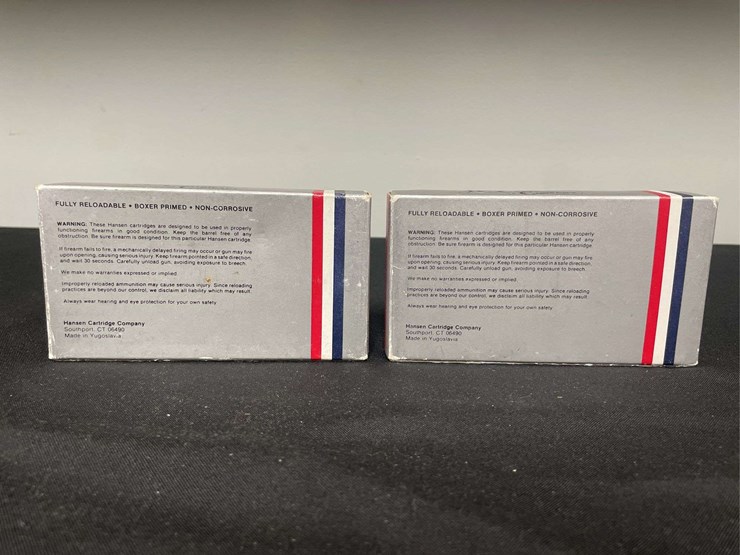 FULLY RELOADABLE • BOXER PRIMED • NON-CORROSIVE
WARNING: These Hansen cartridges are designed to be used in properly
functioning firearms in good condition. Keep the barrel free of any
obstruction. Be sure firearm is designed for this particular Hansen cartridge.
If firearm fails to fire, a mechanically delayed firing may occur or gun may fire
upon opening, causing serious injury. Keep firearm pointed in a safe direction,
and wait 30 seconds. Carefully unload gun, avoiding exposure to breech.
We make no warranties expressed or implied.
Improperly reloaded ammunition may cause serious injury. Since reloading
practices are beyond our control, we disclaim all liability which may result.
Always wear hearing and eye protection for your own safety.
Hansen Cartridge Company
Southport, CT 06490
Made in Yugoslavia
FULLY RELOADABLE • BOXER PRIMED • NON-CORROSIVE
WARNING: These Hansen cartridges are designed to be used in properly
functioning firearms in good condition. Keep the barrel free of any
obstruction. Be sure firearm is designed for this particular Hansen cartridge.
If firearm fails to fire, a mechanically delayed firing may occur or gun may fire
upon opening, causing serious injury. Keep firearm pointed in a safe direction,
and wait 30 seconds. Carefully unload gun, avoiding exposure to breech.
We make no warranties expressed or implied.
Improperly reloaded ammunition may cause serious injury. Since reloading
practices are beyond our control, we disclaim all liability which may result.
Always wear hearing and eye protection for your own safety.
Hansen Cartridge Company
Southport, CT 06490
Made in Yugoslavia